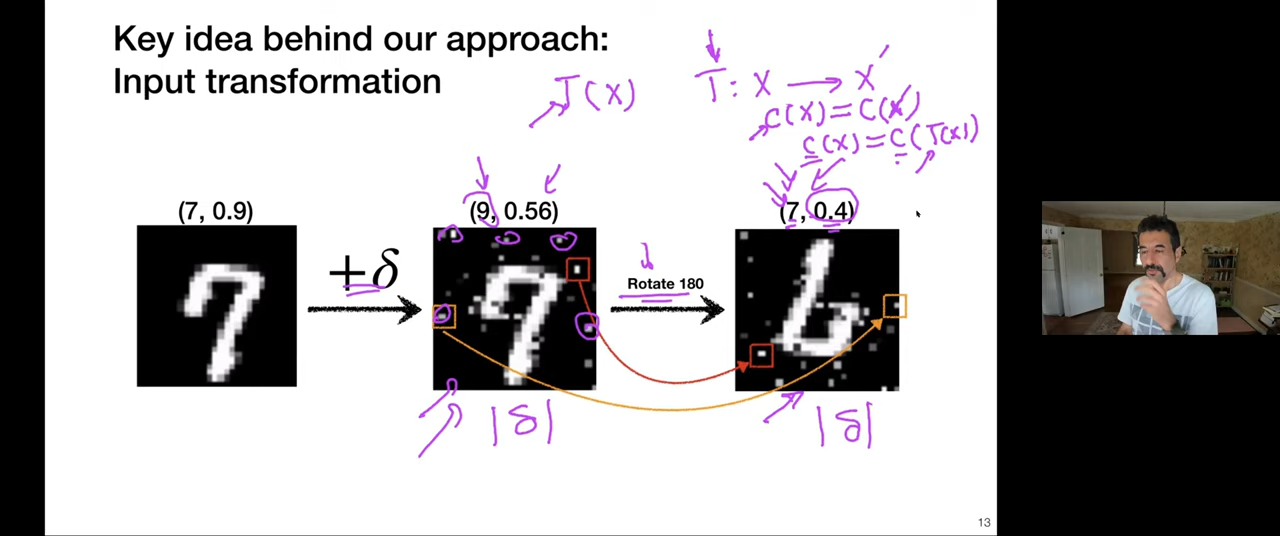 Key idea behind our approach:
Input transformation
T(X)
T : X → X′
C(X) = C(X′)
C(X) = C(T(X))
(7, 0.9)
(9, 0.56)
(7, 0.4)
+δ
Rotate 180
|δ|
|δ|
13